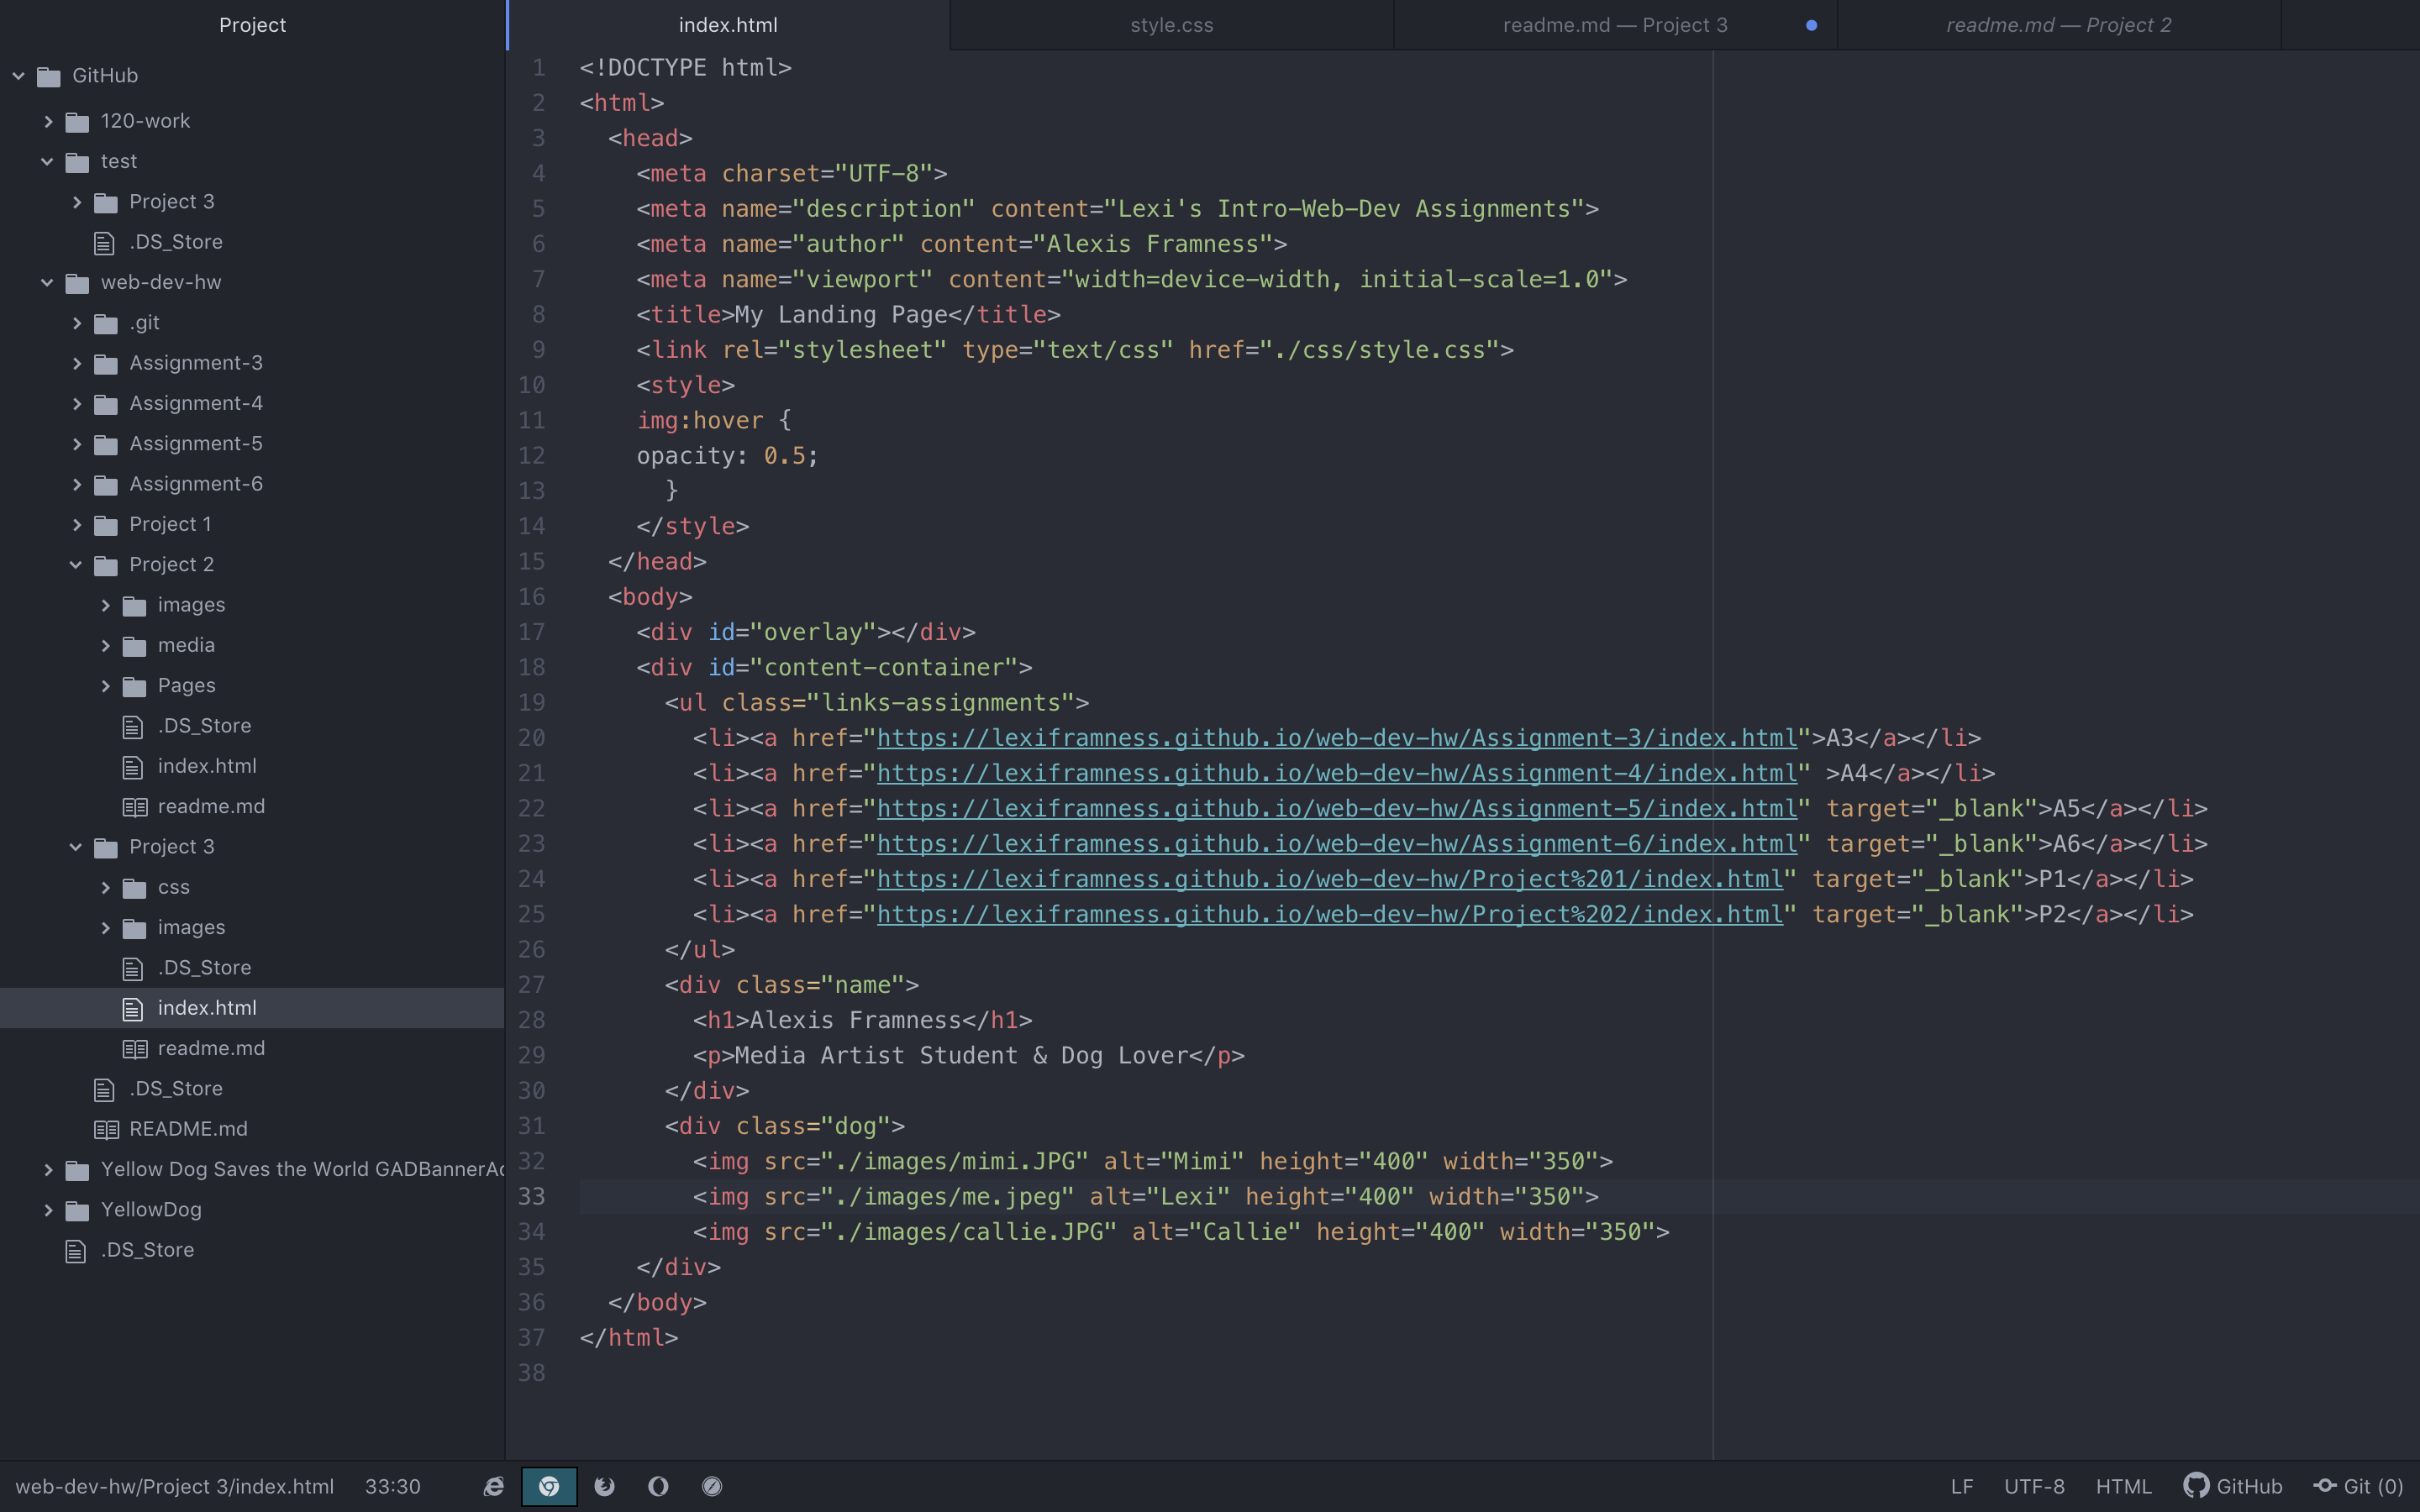 Project
GitHub
120-work
test
Project 3
.DS_Store
web-dev-hw
.git
Assignment-3
Assignment-4
Assignment-5
Assignment-6
Project 1
Project 2
images
media
Pages
.DS_Store
index.html
readme.md
Project 3
css
images
.DS_Store
index.html
readme.md
.DS_Store
README.md
Yellow Dog Saves the World GADBannerAd
YellowDog
.DS_Store
index.html
style.css
readme.md — Project 3
readme.md — Project 2
1 <!DOCTYPE html>
2 <html>
3   <head>
4     <meta charset="UTF-8">
5     <meta name="description" content="Lexi's Intro-Web-Dev Assignments">
6     <meta name="author" content="Alexis Framness">
7     <meta name="viewport" content="width=device-width, initial-scale=1.0">
8     <title>My Landing Page</title>
9     <link rel="stylesheet" type="text/css" href="./css/style.css">
10     <style>
11     img:hover {
12     opacity: 0.5;
13       }
14     </style>
15   </head>
16   <body>
17     <div id="overlay"></div>
18     <div id="content-container">
19       <ul class="links-assignments">
20         <li><a href="https://lexiframness.github.io/web-dev-hw/Assignment-3/index.html">A3</a></li>
21         <li><a href="https://lexiframness.github.io/web-dev-hw/Assignment-4/index.html" >A4</a></li>
22         <li><a href="https://lexiframness.github.io/web-dev-hw/Assignment-5/index.html" target="_blank">A5</a></li>
23         <li><a href="https://lexiframness.github.io/web-dev-hw/Assignment-6/index.html" target="_blank">A6</a></li>
24         <li><a href="https://lexiframness.github.io/web-dev-hw/Project%201/index.html" target="_blank">P1</a></li>
25         <li><a href="https://lexiframness.github.io/web-dev-hw/Project%202/index.html" target="_blank">P2</a></li>
26       </ul>
27       <div class="name">
28         <h1>Alexis Framness</h1>
29         <p>Media Artist Student & Dog Lover</p>
30       </div>
31       <div class="dog">
32         <img src="./images/mimi.JPG" alt="Mimi" height="400" width="350">
33         <img src="./images/me.jpeg" alt="Lexi" height="400" width="350">
34         <img src="./images/callie.JPG" alt="Callie" height="400" width="350">
35     </div>
36   </body>
37 </html>
38
web-dev-hw/Project 3/index.html 33:30
LF UTF-8 HTML GitHub Git (0)